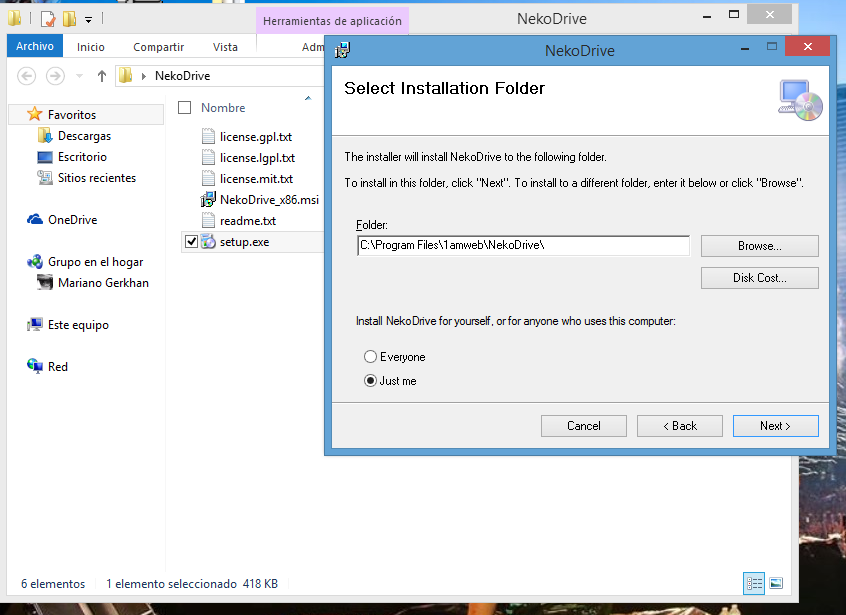 Herramientas de aplicación
NekoDrive
Archivo
Inicio
Compartir
Vista
Adm
NekoDrive
Favoritos
Descargas
Escritorio
Sitios recientes
OneDrive
Grupo en el hogar
Mariano Gerkhan
Este equipo
Red
Nombre
license.gpl.txt
license.lgpl.txt
license.mit.txt
NekoDrive_x86.msi
readme.txt
setup.exe
6 elementos
1 elemento seleccionado 418 KB
NekoDrive
Select Installation Folder
The installer will install NekoDrive to the following folder.
To install in this folder, click "Next". To install to a different folder, enter it below or click "Browse".
Folder:
C:\Program Files\1amweb\NekoDrive\
Browse...
Disk Cost...
Install NekoDrive for yourself, or for anyone who uses this computer:
Everyone
Just me
Cancel
< Back
Next >